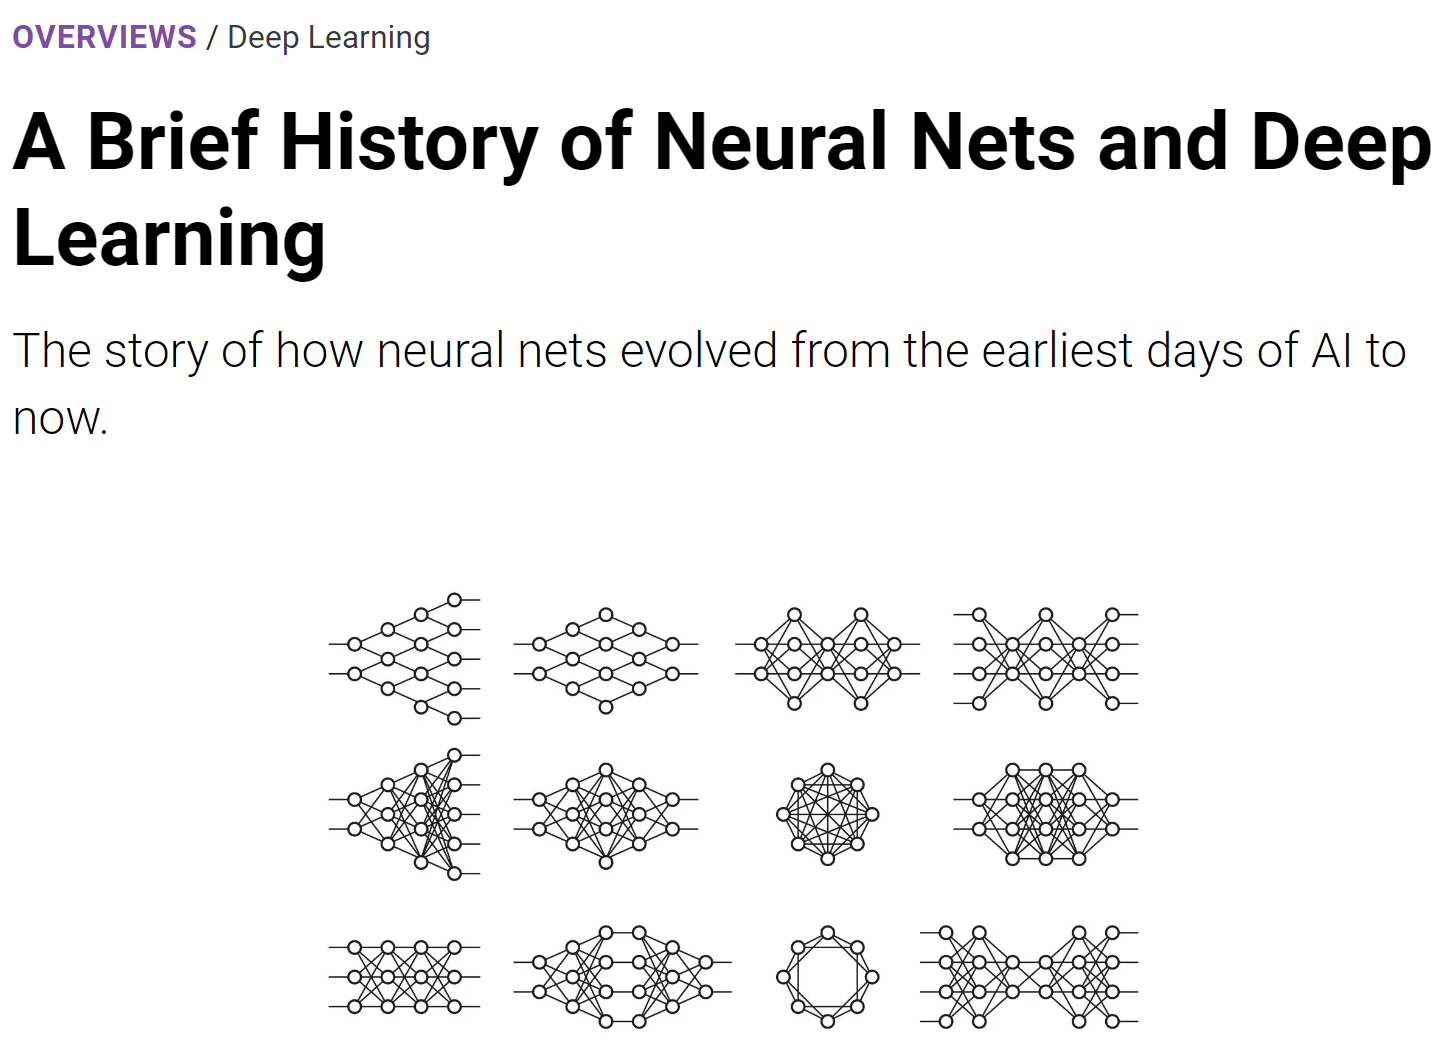 OVERVIEWS / Deep Learning
A Brief History of Neural Nets and Deep
Learning
The story of how neural nets evolved from the earliest days of AI to
now.